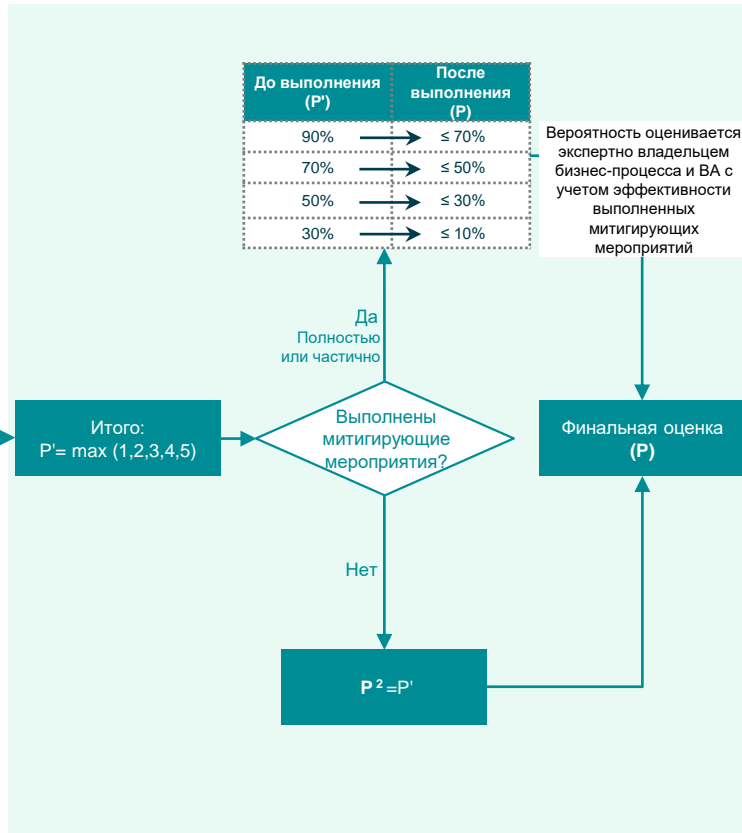 До выполнения
(P')
После
выполнения
(P)
90% ≤ 70%
70% ≤ 50%
50% ≤ 30%
30% ≤ 10%
Вероятность оценивается
экспертно владельцем
бизнес-процесса и ВА с
учетом эффективности
выполненных
митигирующих
мероприятий
Да
Полностью
или частично
Итого:
P'= max (1,2,3,4,5)
Выполнены
митигирующие
мероприятия?
Финальная оценка
(P)
Нет
P ² =P'